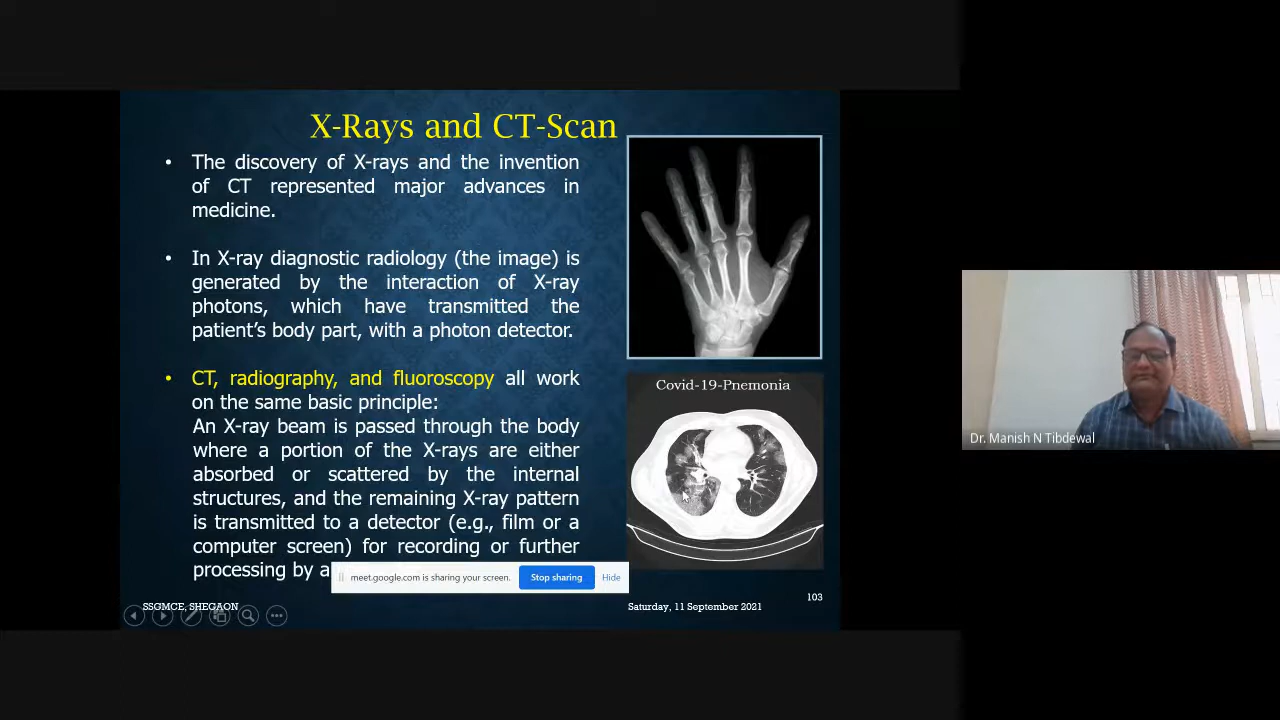 X-Rays and CT-Scan
• The discovery of X-rays and the invention
of CT represented major advances in
medicine.
• In X-ray diagnostic radiology (the image) is
generated by the interaction of X-ray
photons, which have transmitted the
patient's body part, with a photon detector.
• CT, radiography, and fluoroscopy all work
on the same basic principle:
An X-ray beam is passed through the body
where a portion of the X-rays are either
absorbed or scattered by the internal
structures, and the remaining X-ray pattern
is transmitted to a detector (e.g., film or a
computer screen) for recording or further
processing by a
Covid-19-Pnemonia
meet.google.com is sharing your screen.
Stop sharing
Hide
SSGMCE, SHEGAON
Saturday, 11 September 2021
103
Dr. Manish N Tibdewal